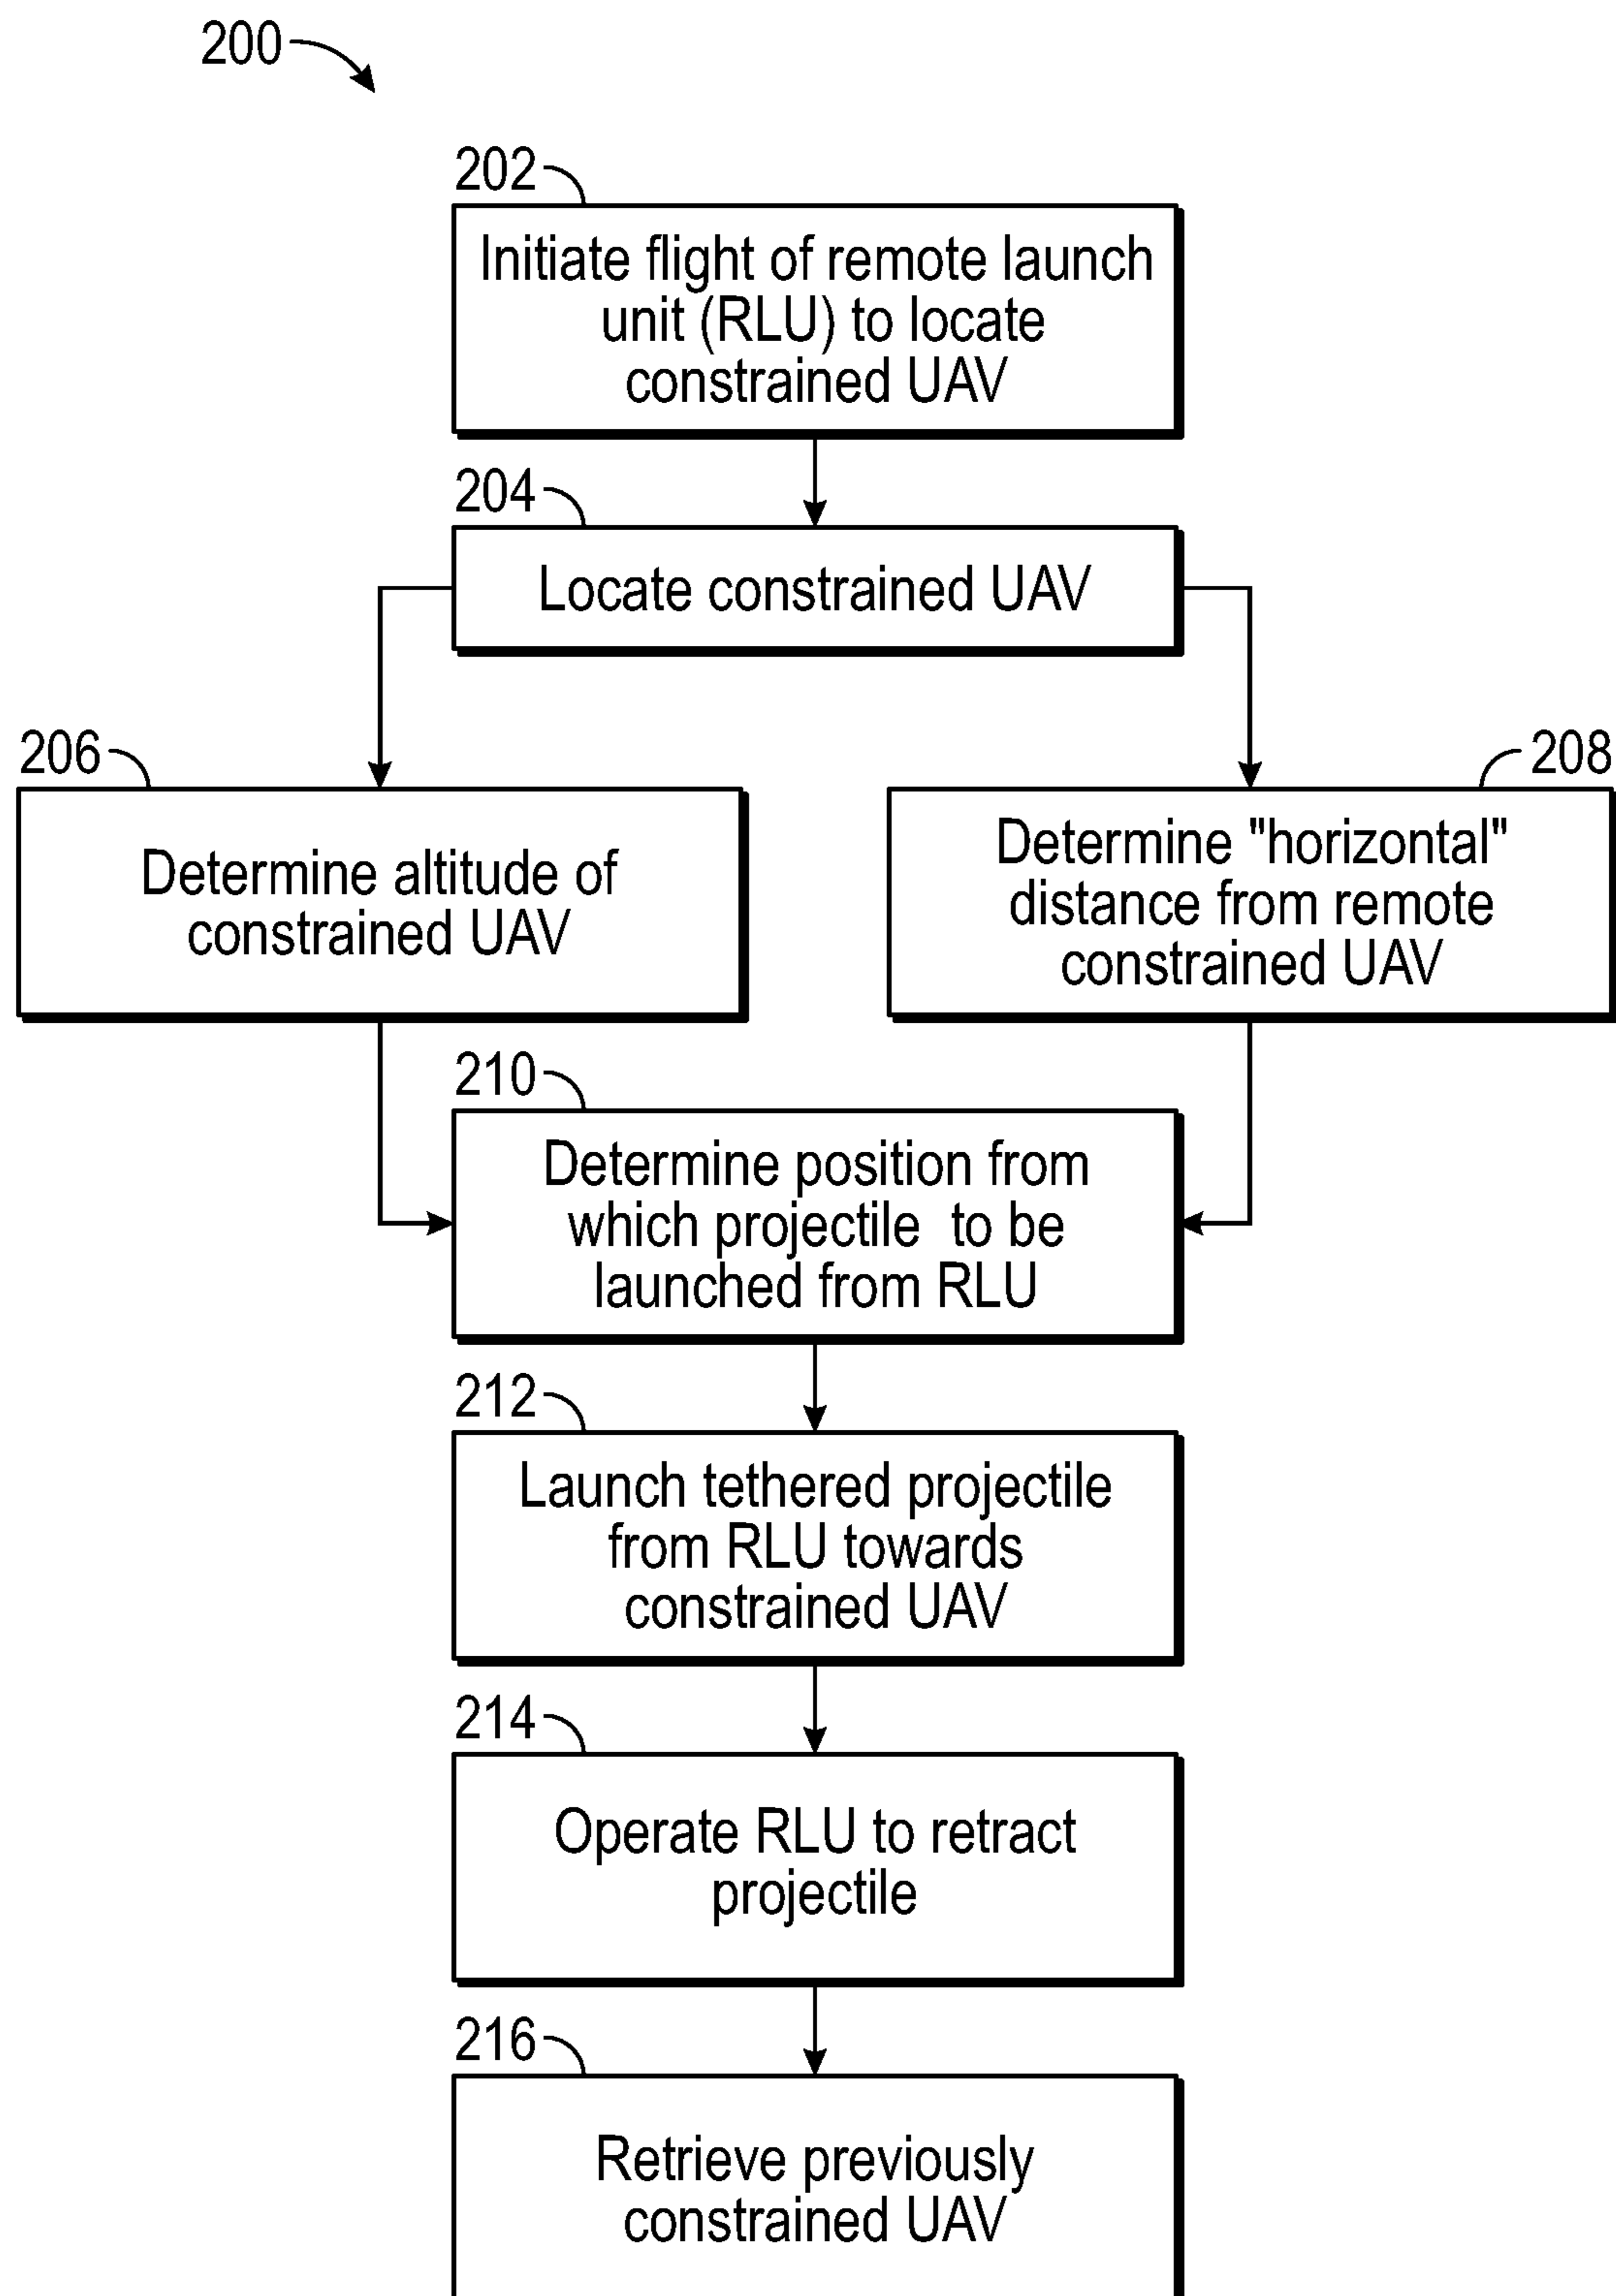 200
202
Initiate flight of remote launch
unit (RLU) to locate
constrained UAV
204
Locate constrained UAV
206
Determine altitude of
constrained UAV
208
Determine "horizontal"
distance from remote
constrained UAV
210
Determine position from
which projectile to be
launched from RLU
212
Launch tethered projectile
from RLU towards
constrained UAV
214
Operate RLU to retract
projectile
216
Retrieve previously
constrained UAV